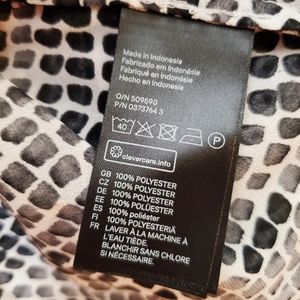 Made in Indonesia
Fabricado em Indonésia
Fabriqué en Indonésie
Hecho en Indonesia
O/N 509590
P/N 0373764 3
40
P
clevercare.info
GB 100% POLYESTER
CZ 100% POLYESTER
DE 100% POLYESTER
EE 100% POLÜESTER
ES 100% poliéster
FI 100% POLYESTERIÄ
FR LAVER À LA MACHINE À
L'EAU TIÈDE.
BLANCHIR SANS CHLORE
SI NÉCESSAIRE.